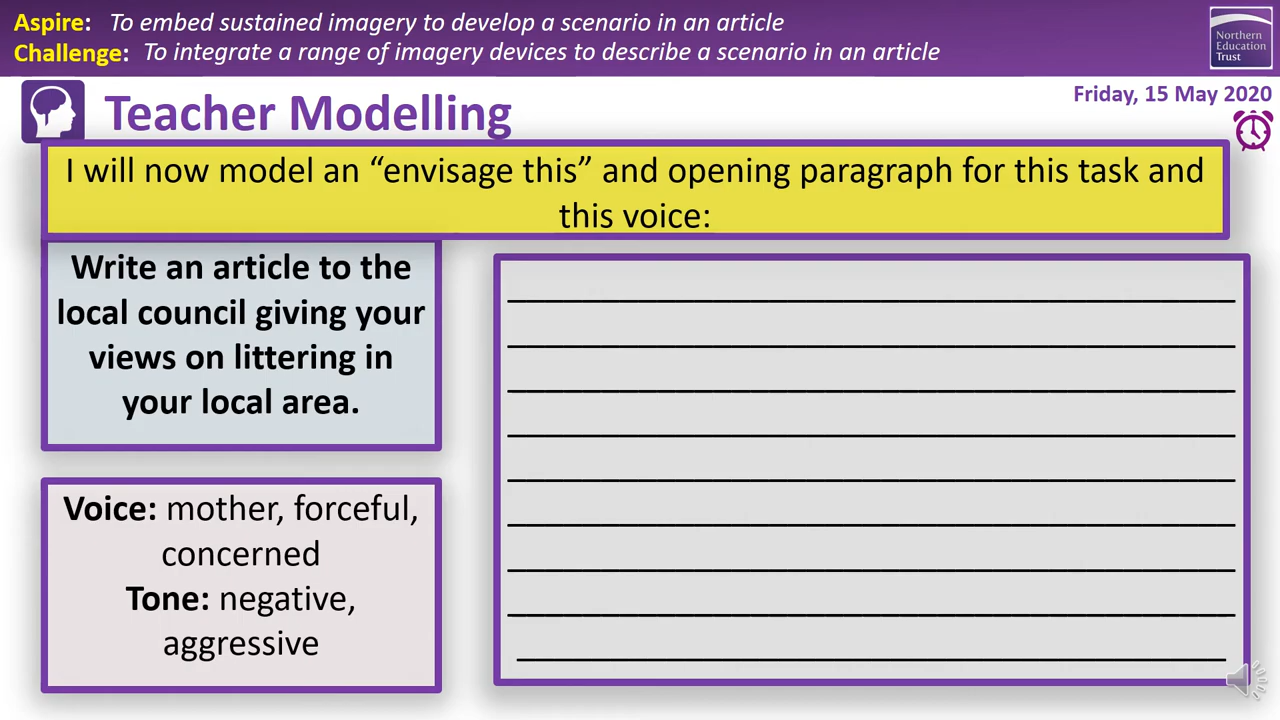 Aspire: To embed sustained imagery to develop a scenario in an article
Challenge: To integrate a range of imagery devices to describe a scenario in an article
Northern
Education
Trust
Friday, 15 May 2020
Teacher Modelling
I will now model an “envisage this” and opening paragraph for this task and
this voice:
Write an article to the
local council giving your
views on littering in
your local area.
Voice: mother, forceful,
concerned
Tone: negative,
aggressive